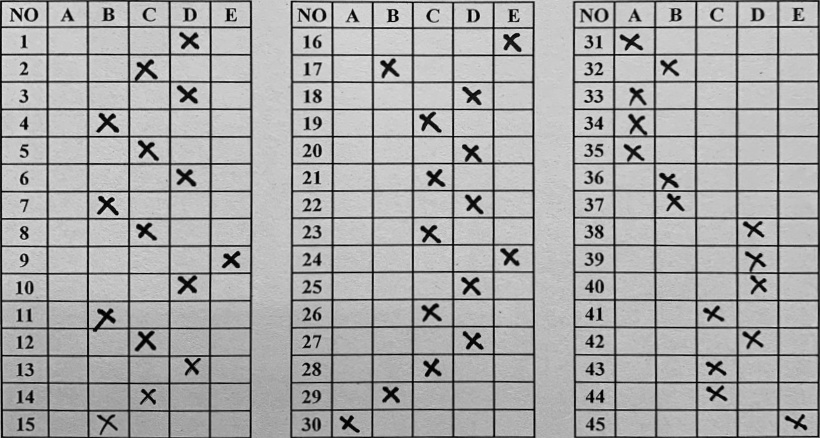 NO A B C D E
1 X
2 X
3 X
4 X
5 X
6 X
7 X
8 X
9 X
10 X
11 X
12 X
13 X
14 X
15 X
NO A B C D E
16 X
17 X
18 X
19 X
20 X
21 X
22 X
23 X
24 X
25 X
26 X
27 X
28 X
29 X
30 X
NO A B C D E
31 X
32 X
33 X
34 X
35 X
36 X
37 X
38 X
39 X
40 X
41 X
42 X
43 X
44 X
45 X